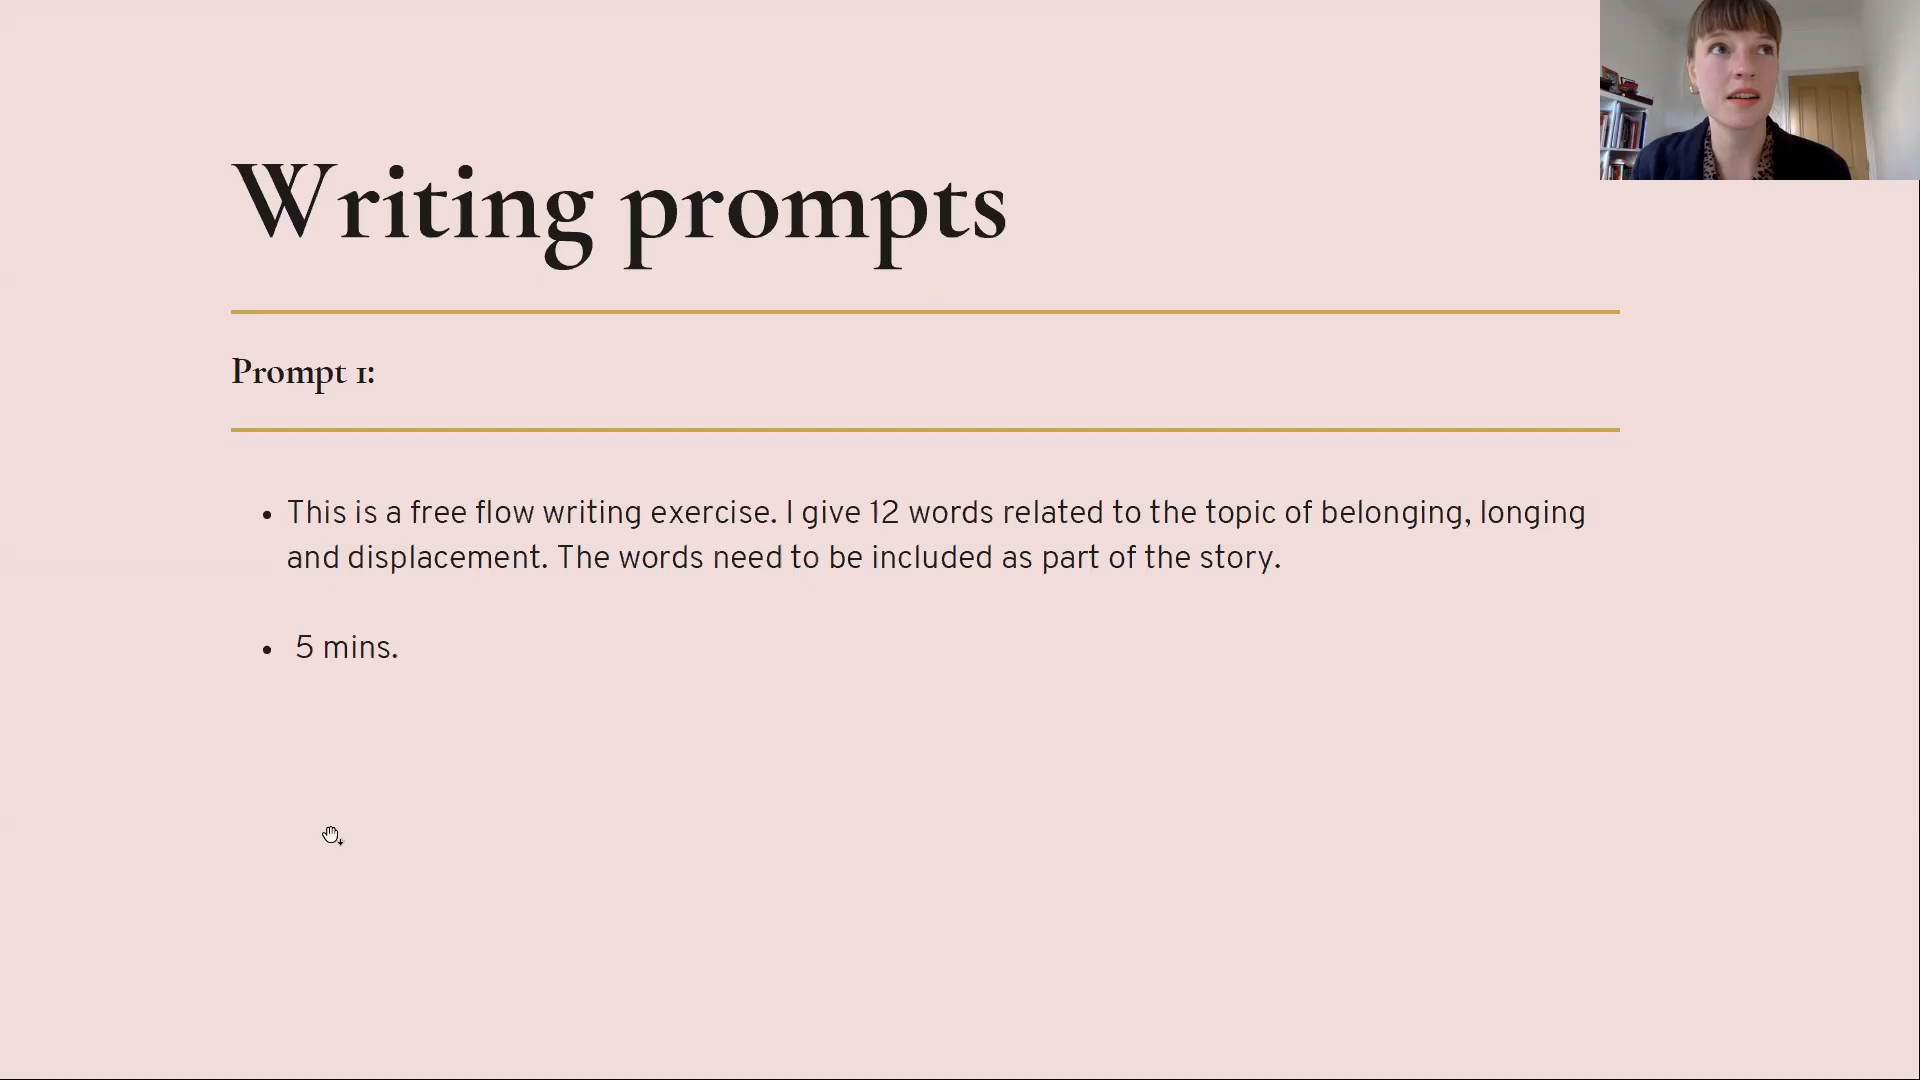 Writing prompts
Prompt 1:
• This is a free flow writing exercise. I give 12 words related to the topic of belonging, longing
and displacement. The words need to be included as part of the story.
• 5 mins.